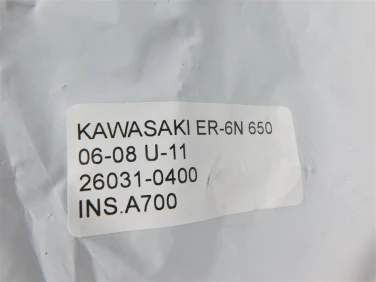 KAWASAKI ER-6N 650
06-08 U-11
26031-0400
INS.A700